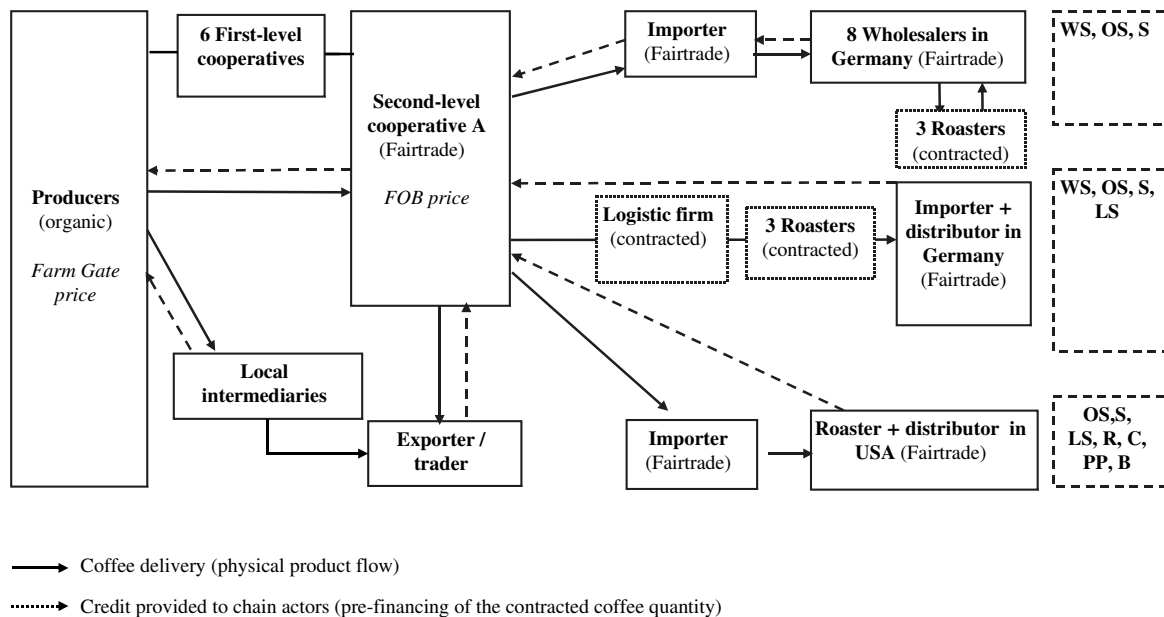 6 First-level
cooperatives
Importer
(Fairtrade)
8 Wholesalers in
Germany (Fairtrade)
WS, OS, S
Second-level
cooperative A
(Fairtrade)
FOB price
3 Roasters
(contracted)
Producers
(organic)
Farm Gate
price
Logistic firm
(contracted)
3 Roasters
(contracted)
Importer +
distributor in
Germany
(Fairtrade)
WS, OS, S,
LS
Local
intermediaries
Exporter /
trader
Importer
(Fairtrade)
Roaster + distributor in
USA (Fairtrade)
OS,S,
LS, R, C,
PP, B
Coffee delivery (physical product flow)
Credit provided to chain actors (pre-financing of the contracted coffee quantity)